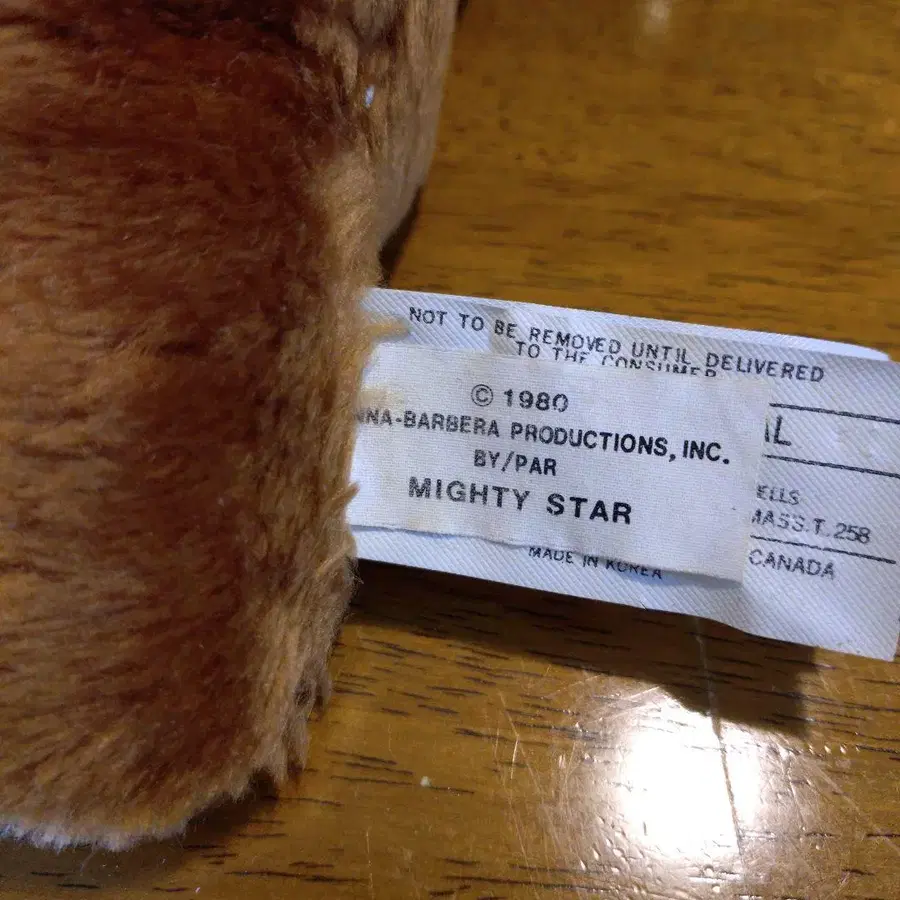 NOT TO BE REMOVED UNTIL DELIVERED
TO THE CONSUMER
© 1980
NNA-BARBERA PRODUCTIONS, INC.
BY/PAR
MIGHTY STAR
AL
ELLS
MASS.T. 258
MADE IN KOREA
CANADA